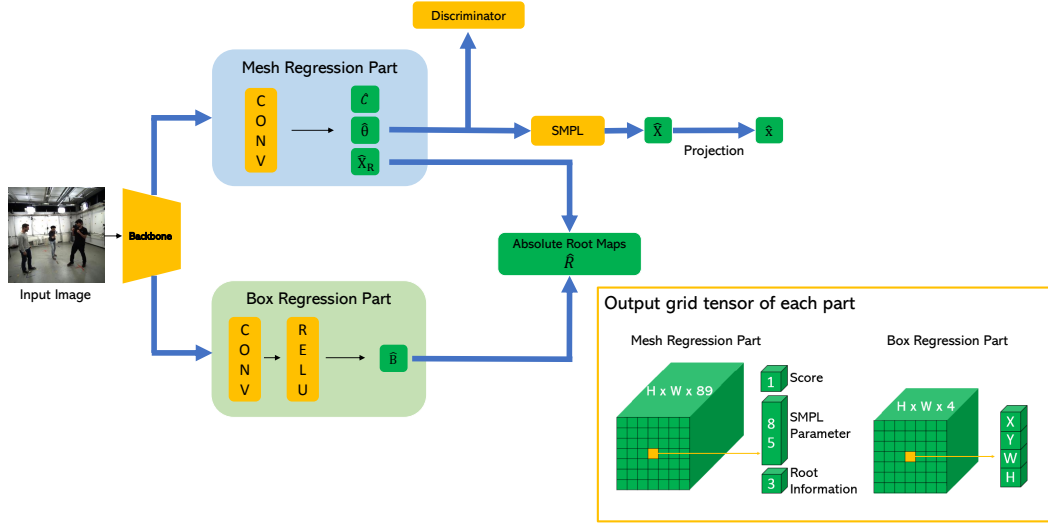 Discriminator
Mesh Regression Part
C
O
N
V
Ĉ
θ̂
X̂_R
SMPL
X̂
x̂
Projection
Backbone
Input Image
Absolute Root Maps
R̂
Box Regression Part
C
O
N
V
R
E
L
U
B̂
Output grid tensor of each part
Mesh Regression Part
H x W x 89
1
Score
8
5
SMPL
Parameter
3
Root
Information
Box Regression Part
H x W x 4
X
Y
W
H